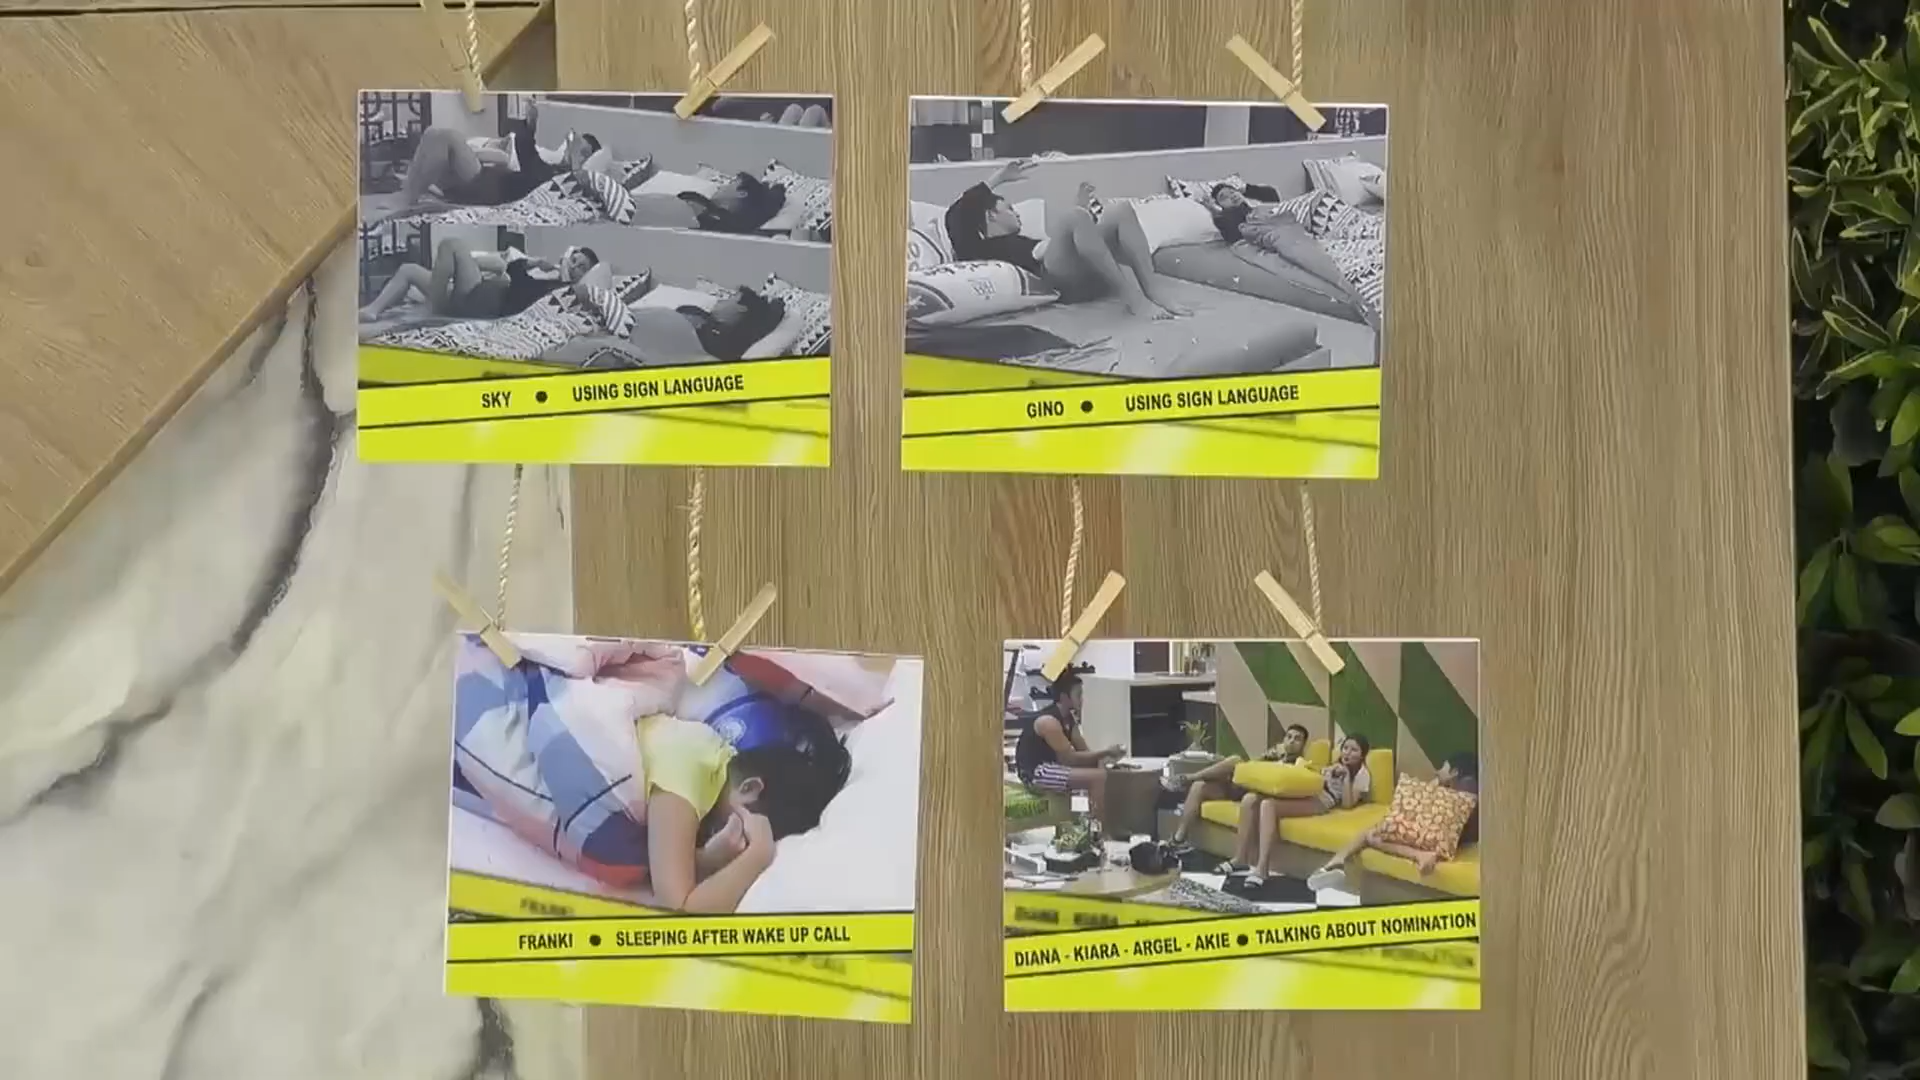 SKY ● USING SIGN LANGUAGE
GINO ● USING SIGN LANGUAGE
FRANKI ● SLEEPING AFTER WAKE UP CALL
DIANA - KIARA - ARGEL - AKIE ● TALKING ABOUT NOMINATION